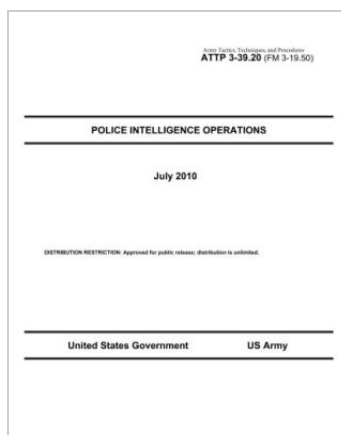 Army Tactics, Techniques, and Procedures
ATTP 3-39.20 (FM 3-19.50)
POLICE INTELLIGENCE OPERATIONS
July 2010
DISTRIBUTION RESTRICTION: Approved for public release; distribution is unlimited.
United States Government US Army